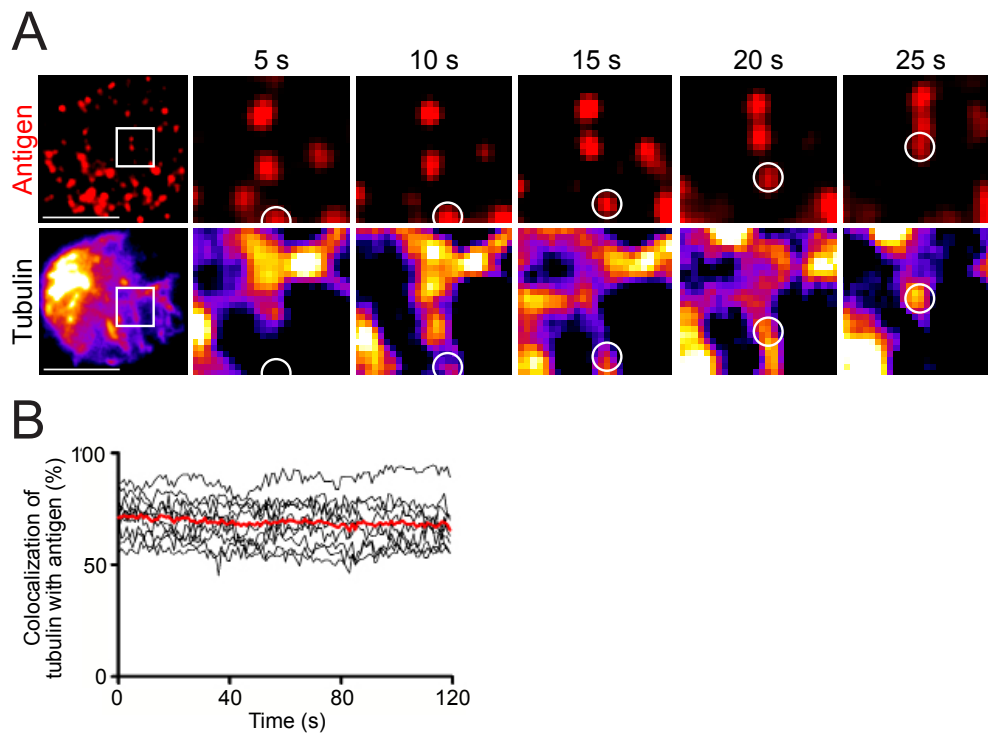 A
5 s 10 s 15 s 20 s 25 s
Antigen
Tubulin
B
Colocalization of
tubulin with antigen (%)
100
50
0
0 40 80 120
Time (s)